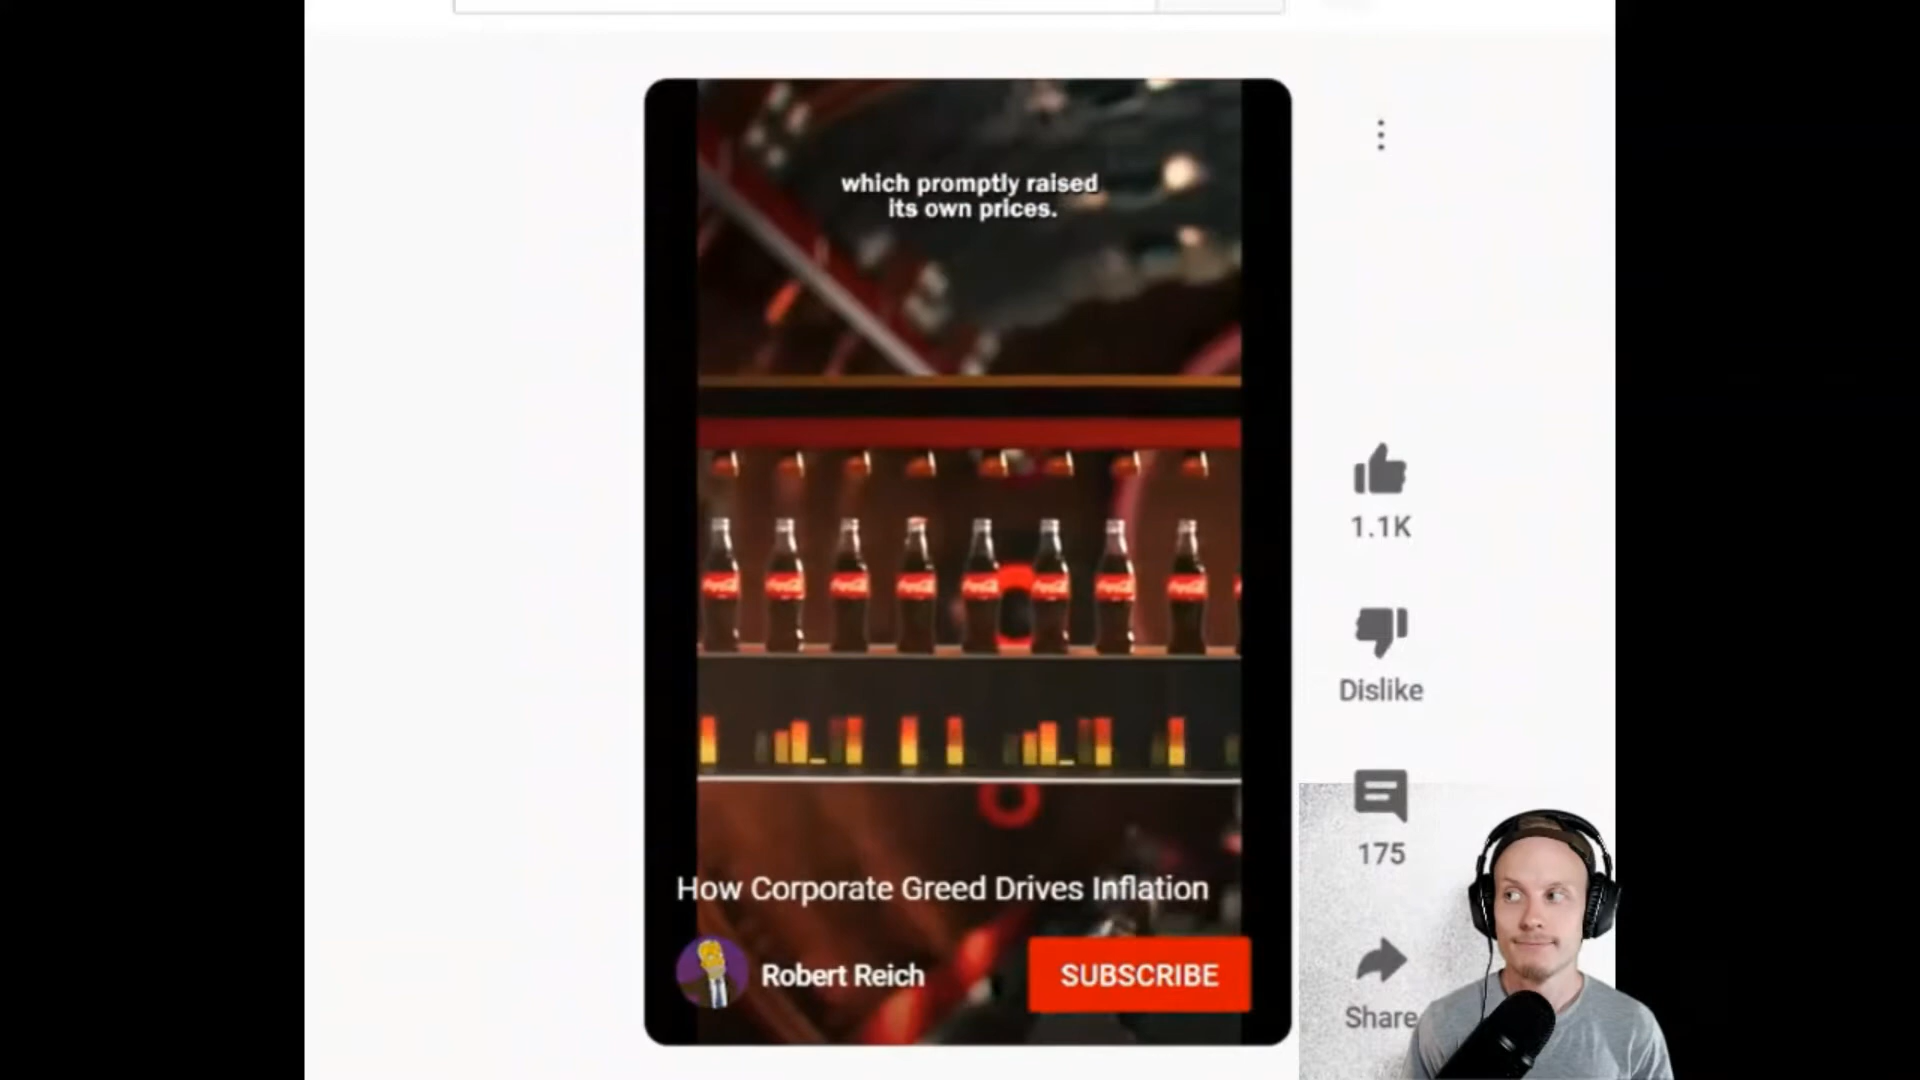 which promptly raised
its own prices.
1.1K
Dislike
175
How Corporate Greed Drives Inflation
Robert Reich
SUBSCRIBE
Share